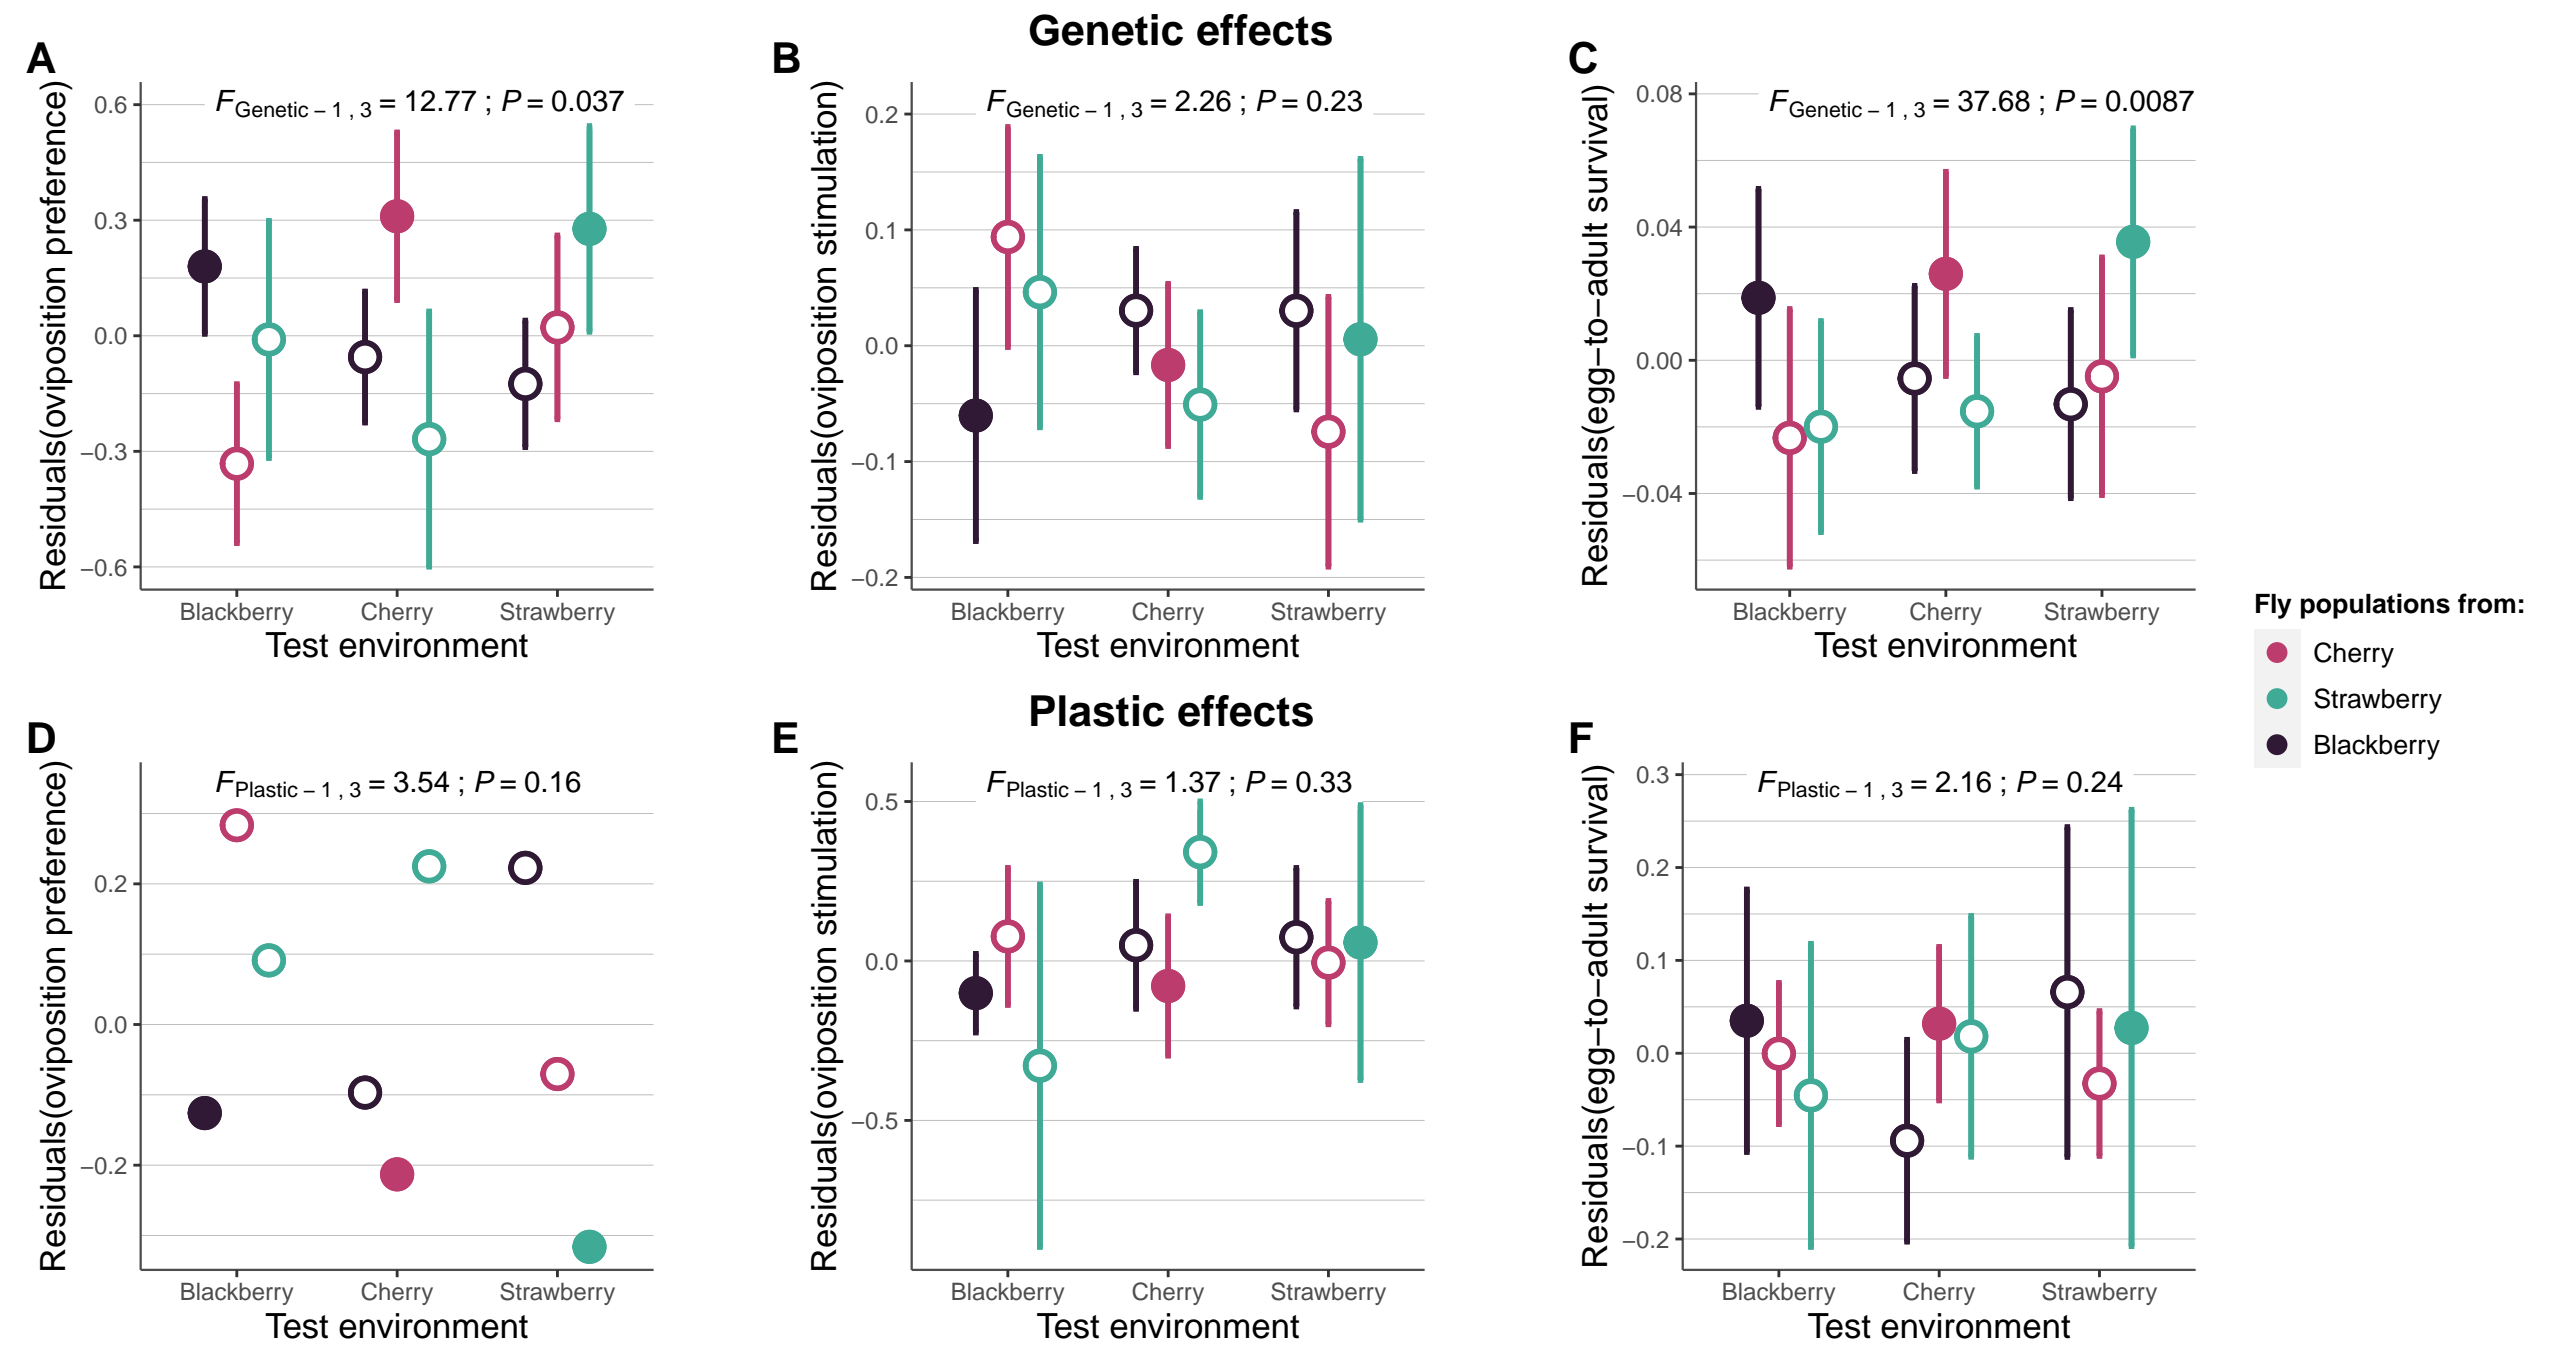 Genetic effects
A
Residuals(oviposition preference)
F Genetic − 1 , 3 = 12.77 ; P = 0.037
0.6
0.3
0.0
−0.3
−0.6
Blackberry Cherry Strawberry
Test environment
B
Residuals(oviposition stimulation)
F Genetic − 1 , 3 = 2.26 ; P = 0.23
0.2
0.1
0.0
−0.1
−0.2
Blackberry Cherry Strawberry
Test environment
C
Residuals(egg−to−adult survival)
F Genetic − 1 , 3 = 37.68 ; P = 0.0087
0.08
0.04
0.00
−0.04
Blackberry Cherry Strawberry
Test environment
Fly populations from:
Cherry
Strawberry
Blackberry
Plastic effects
D
Residuals(oviposition preference)
F Plastic − 1 , 3 = 3.54 ; P = 0.16
0.2
0.0
−0.2
Blackberry Cherry Strawberry
Test environment
E
Residuals(oviposition stimulation)
F Plastic − 1 , 3 = 1.37 ; P = 0.33
0.5
0.0
−0.5
Blackberry Cherry Strawberry
Test environment
F
Residuals(egg−to−adult survival)
F Plastic − 1 , 3 = 2.16 ; P = 0.24
0.3
0.2
0.1
0.0
−0.1
−0.2
Blackberry Cherry Strawberry
Test environment